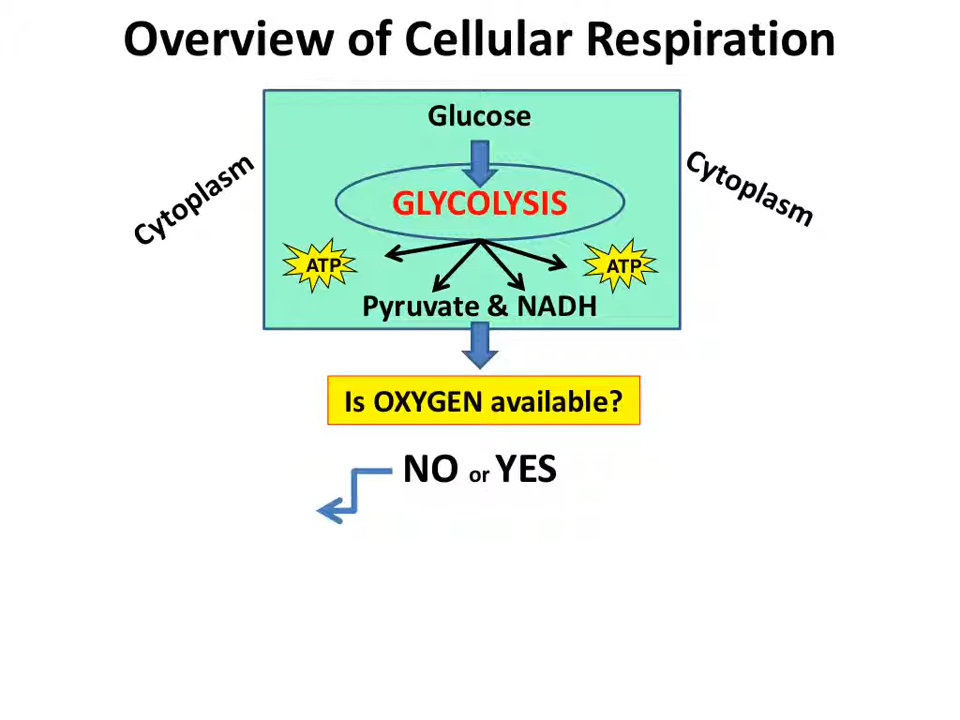 Overview of Cellular Respiration
Glucose
Cytoplasm
Cytoplasm
GLYCOLYSIS
ATP
ATP
Pyruvate & NADH
Is OXYGEN available?
NO or YES